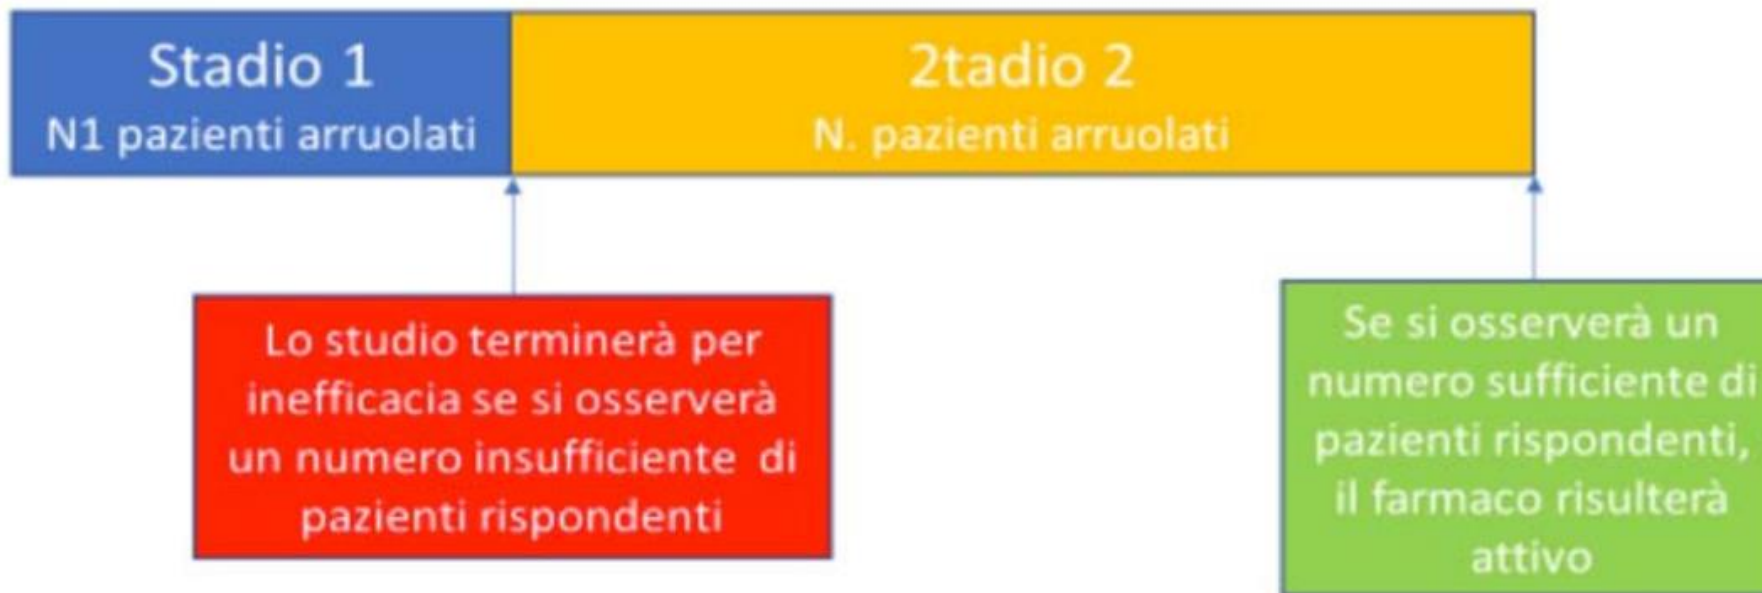 Stadio 1
N1 pazienti arruolati
2tadio 2
N. pazienti arruolati
Lo studio terminerà per
inefficacia se si osserverà
un numero insufficiente di
pazienti rispondenti
Se si osserverà un
numero sufficiente di
pazienti rispondenti,
il farmaco risulterà
attivo